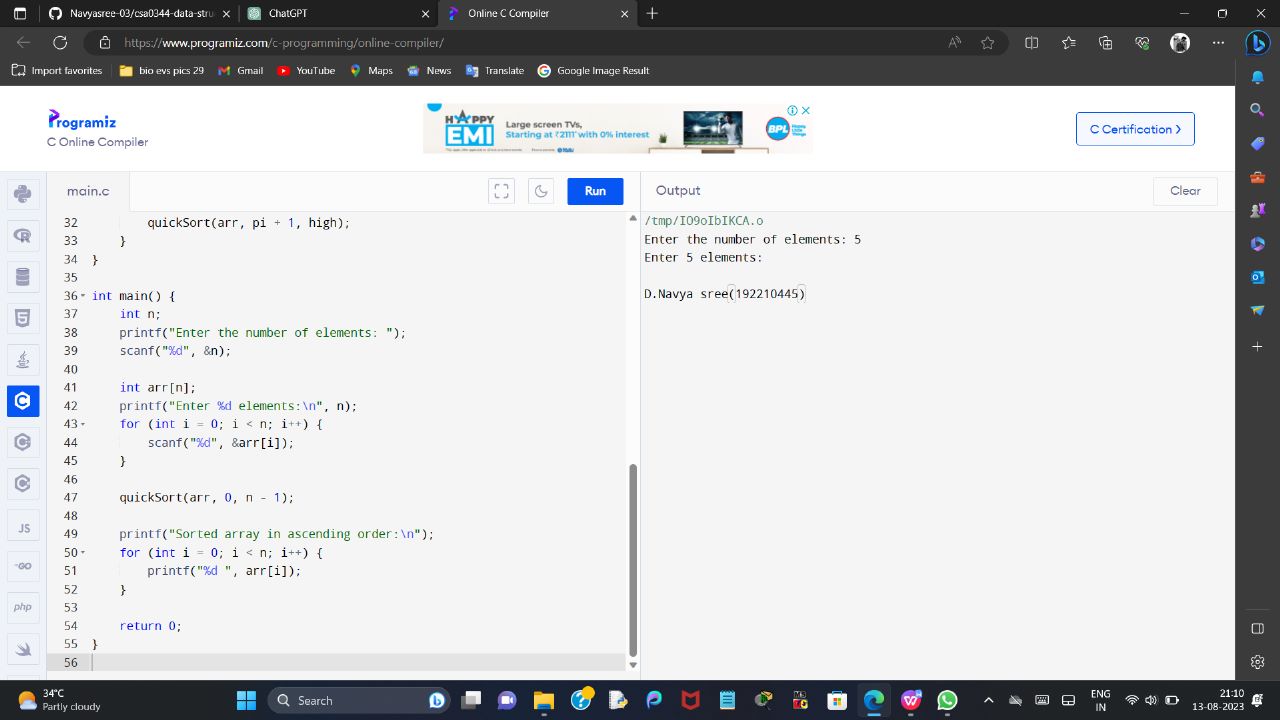 Navyasree-03/csa0344-data-stru
ChatGPT
Online C Compiler
https://www.programiz.com/c-programming/online-compiler/
Import favorites
bio evs pics 29
Gmail
YouTube
Maps
News
Translate
Google Image Result
Programiz
C Online Compiler
HAPPY
EMI
Large screen TVs,
Starting at ₹2111 with 0% interest
BPL
Happy
Little
Things
C Certification >
main.c
Run
Output
Clear
32 quickSort(arr, pi + 1, high);
33 }
34 }
35
36 int main() {
37 int n;
38 printf("Enter the number of elements: ");
39 scanf("%d", &n);
40
41 int arr[n];
42 printf("Enter %d elements:\n", n);
43 for (int i = 0; i < n; i++) {
44 scanf("%d", &arr[i]);
45 }
46
47 quickSort(arr, 0, n - 1);
48
49 printf("Sorted array in ascending order:\n");
50 for (int i = 0; i < n; i++) {
51 printf("%d ", arr[i]);
52 }
53
54 return 0;
55 }
56
/tmp/IO9oIbIKCA.o
Enter the number of elements: 5
Enter 5 elements:
D.Navya sree(192210445)
JS
GO
php
34°C
Partly cloudy
Search
ENG
IN
21:10
13-08-2023